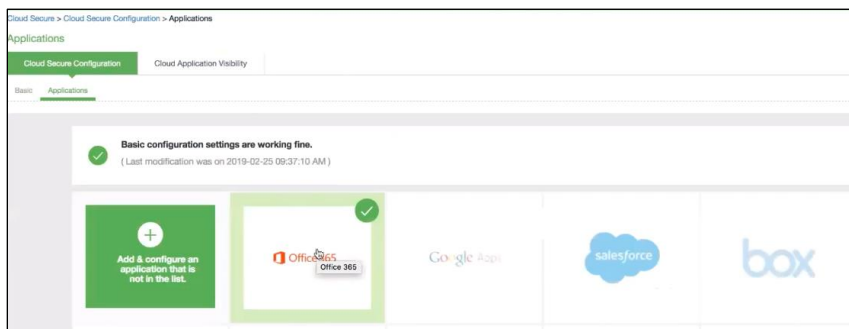 Cloud Secure > Cloud Secure Configuration > Applications
Applications
Cloud Secure Configuration Cloud Application Visibility
Basic Applications
Basic configuration settings are working fine.
( Last modification was on 2019-02-25 09:37:10 AM )
Add & configure an
application that is
not in the list.
Office 365
Office 365
Google Apps
salesforce
box